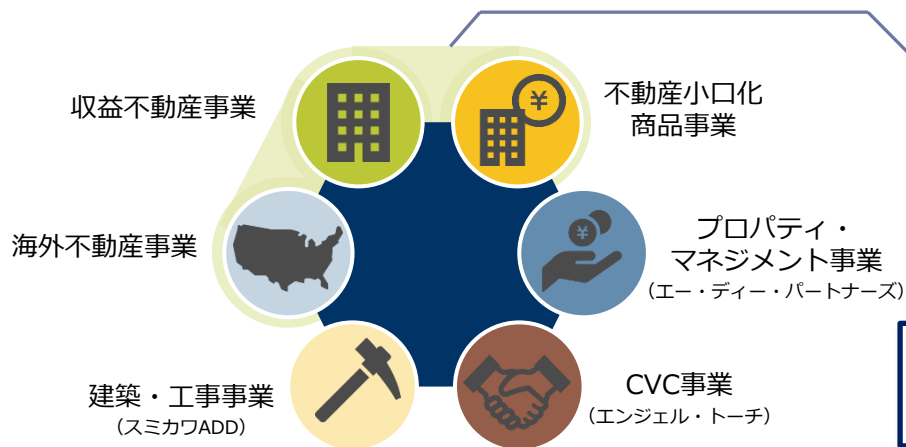 収益不動産事業
不動産小口化
商品事業
¥
海外不動産事業
プロパティ・
マネジメント事業
(エー・ディー・パートナーズ)
¥
建築・工事事業
(スミカワADD)
CVC事業
(エンジェル・トーチ)